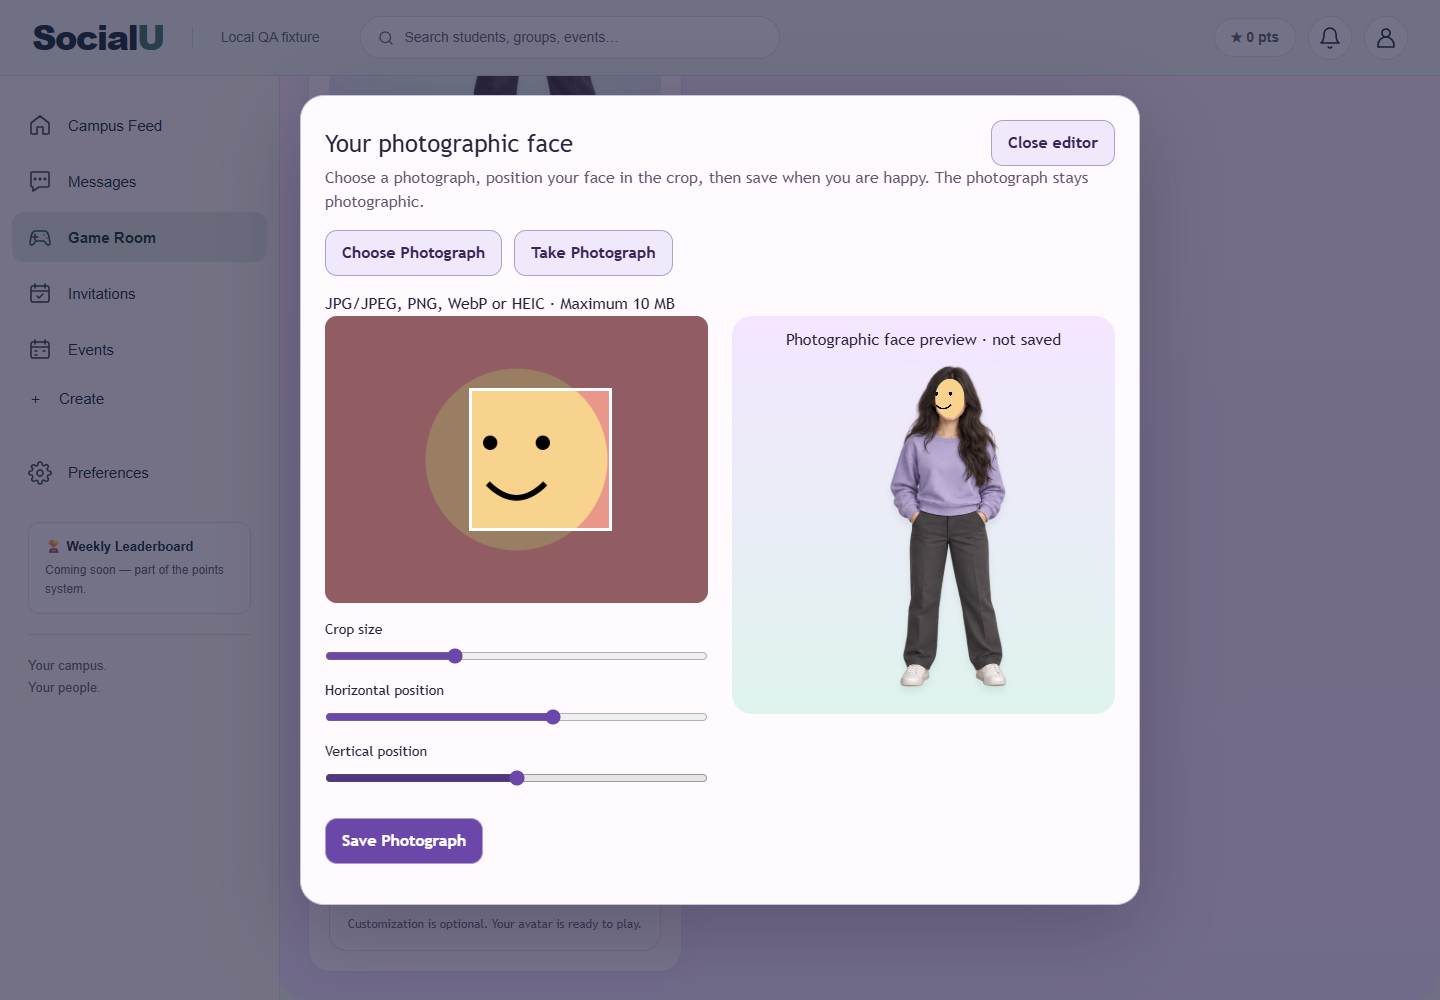 SocialU
Local QA fixture
Search students, groups, events…
★ 0 pts
Campus Feed
Messages
Game Room
Invitations
Events
+ Create
Preferences
Weekly Leaderboard
Coming soon — part of the points
system.
Your campus.
Your people.
Your photographic face
Close editor
Choose a photograph, position your face in the crop, then save when you are happy. The photograph stays
photographic.
Choose Photograph
Take Photograph
JPG/JPEG, PNG, WebP or HEIC · Maximum 10 MB
Photographic face preview · not saved
Crop size
Horizontal position
Vertical position
Save Photograph
Customization is optional. Your avatar is ready to play.